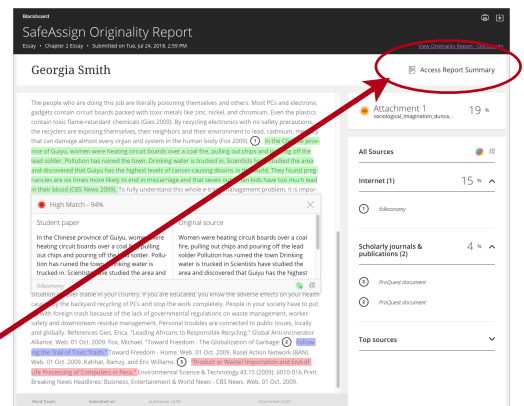 Blackboard
SafeAssign Originality Report
Essay • Chapter 2 Essay • Submitted on Tue, Jul 24, 2018, 2:59 PM
View Originality Report - Old
Georgia Smith
Access Report Summary
The people who are doing this job are literally poisoning themselves and others. Most PCs and electronic
gadgets contain circuit boards packed with toxic metals like zinc, nickel, and chromium. Even the plastics
contain toxic flame-retardant chemicals (Gies 2009). By recycling electronics with no safety precautions,
the recyclers are exposing themselves, their neighbors and their environment to lead, cadmium,
that can damage almost every organ and system in the human body (Fox 2009). 1 In the Chinese prov-
ince of Guiyu, women were heating circuit boards over a coal fire, pulling out chips and pouring off the
lead solder. Pollution has ruined the town. Drinking water is trucked in. Scientists have studied the area
and discovered that Guiyu has the highest levels of cancer-causing dioxins in the world. They found preg-
nancies are six times more likely to end in miscarriage and that seven out of ten kids have too much lead
in their blood (CBS News 2009). To fully understand this whole e-trash management problem, it is impor-
High Match - 94%
Student paper
In the Chinese province of Guiyu, women were
heating circuit boards over a coal fire, pulling
out chips and pouring off the lead solder. Pollu-
tion has ruined the town. Drinking water is
trucked in. Scientists have studied the area and
Original source
Women were heating circuit boards over a coal
fire, pulling out chips and pouring off the lead
solder Pollution has ruined the town Drinking
water is trucked in Scientists have studied the
area and discovered that Guiyu has the highest
folksonomy
situation is ever stable in your country. If you are educated, you know the adverse effects on your health
caused by the backyard recycling of PCs and stop the work completely. People in your society have to put
with foreign trash because of the lack of governmental regulations on waste management, worker
safety and downstream residue management. Personal troubles are connected to public issues, locally
and globally. References Gies, Erica. "Leading Africans to Responsible Recycling." Global Anti-incinerator
Alliance. Web. 01 Oct. 2009. Fox, Michael. "Toward Freedom - The Globalization of Garbage: 2 Follow
ing the Trail of Toxic Trash." Toward Freedom - Home. Web. 01 Oct. 2009. Basel Action Network (BAN).
Web. 01 Oct. 2009. Kahhat, Ramzy, and Eric Williams. 3 "Product or Waste? Importation and End-of-
Life Processing of Computers in Peru." Environmental Science & Technology 43.15 (2009): 6010-016.Print.
Breaking News Headlines: Business, Entertainment & World News - CBS News. Web. 01 Oct. 2009.
Word Count:
Submitted on:
Attachment 1
sociological_imagination_dunca...
19 %
All Sources
Internet (1)
15 %
1 folksonomy
Scholarly journals &
publications (2)
4 %
3 ProQuest document
2 ProQuest document
Top sources